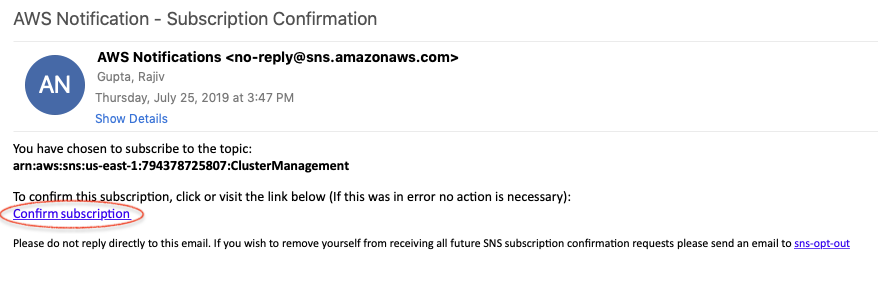 AWS Notification - Subscription Confirmation
AN
AWS Notifications <no-reply@sns.amazonaws.com>
Gupta, Rajiv
Thursday, July 25, 2019 at 3:47 PM
Show Details
You have chosen to subscribe to the topic:
arn:aws:sns:us-east-1:794378725807:ClusterManagement
To confirm this subscription, click or visit the link below (If this was in error no action is necessary):
Confirm subscription
Please do not reply directly to this email. If you wish to remove yourself from receiving all future SNS subscription confirmation requests please send an email to sns-opt-out